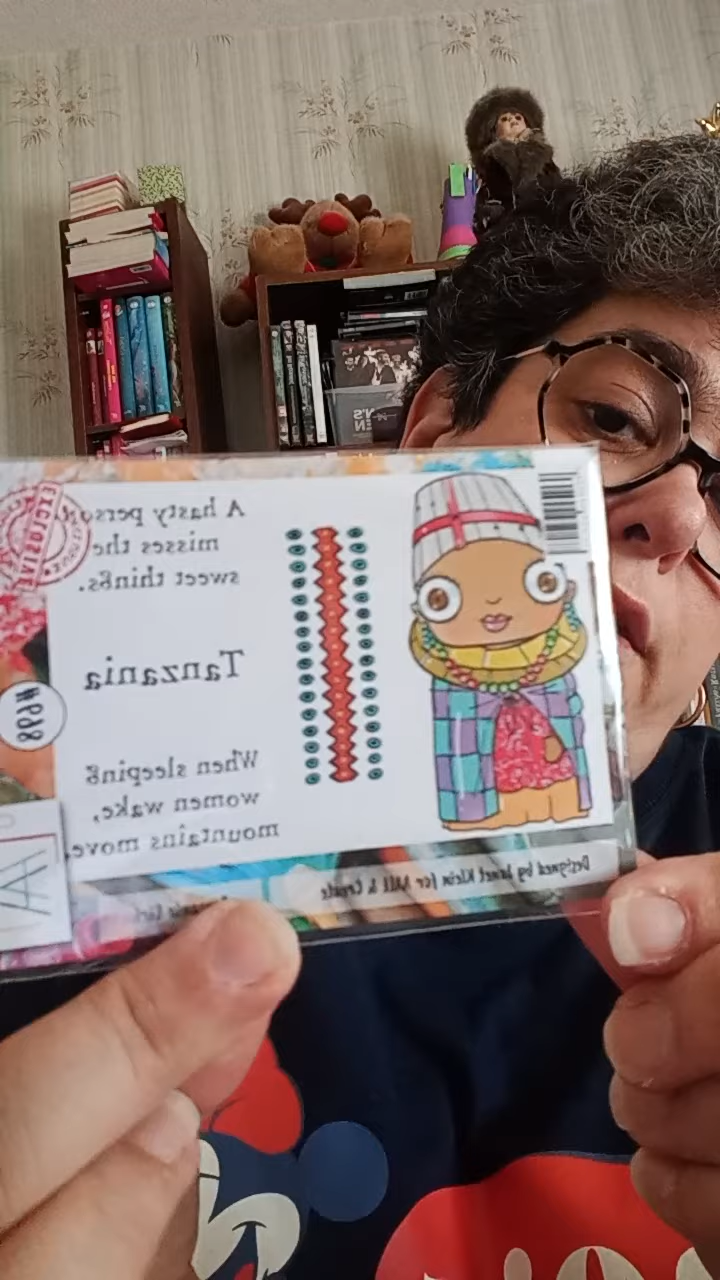 EXCLUSIVE
A hasty person
misses the
sweet things.
Tanzania
#698
When sleeping
women wake,
mountains move.
Designed by Janet Klein for AALL & Create